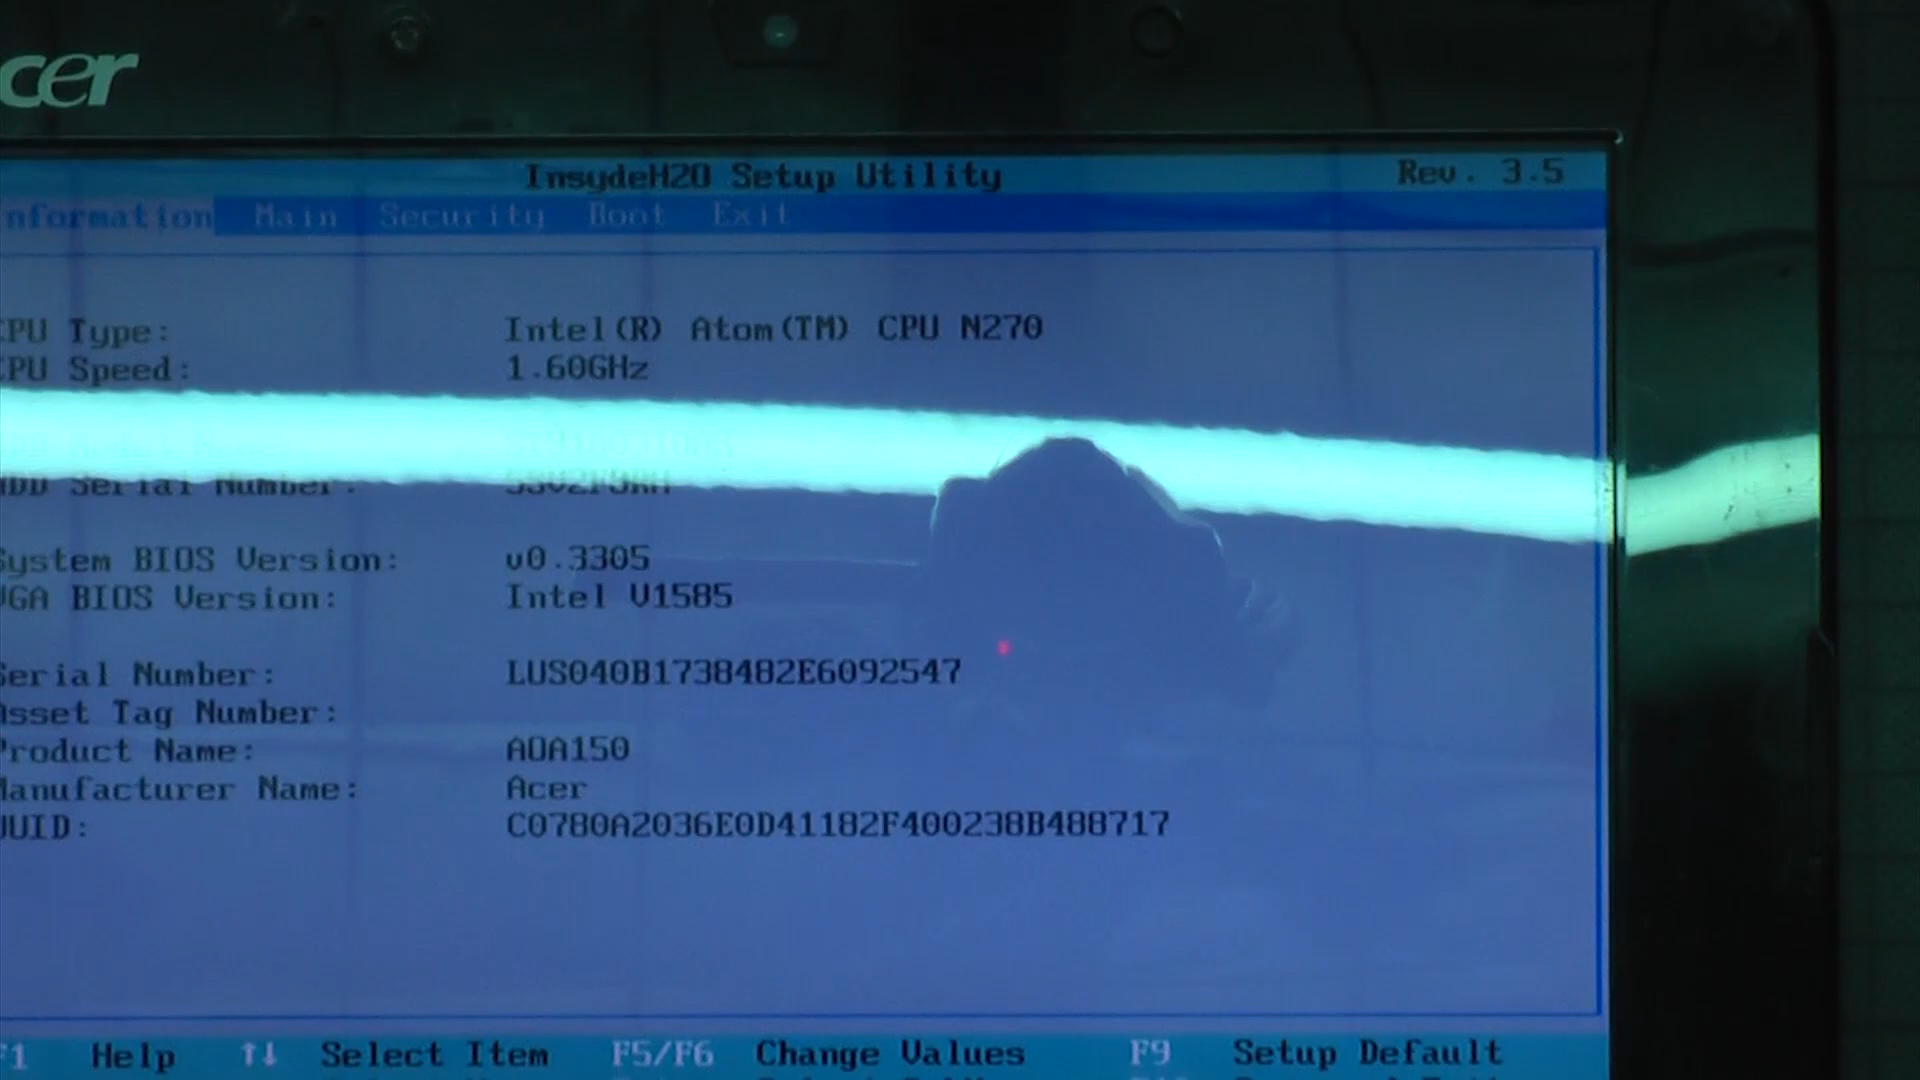 cer
InsydeH2O Setup Utility Rev. 3.5
nformation Main Security Boot Exit
CPU Type: Intel(R) Atom(TM) CPU N270
CPU Speed: 1.60GHz
HDD Serial Number:
System BIOS Version: v0.3305
VGA BIOS Version: Intel V1585
Serial Number: LUS040B1738482E6092547
Asset Tag Number:
Product Name: AOA150
Manufacturer Name: Acer
UUID: C0780A2036E0D41182F400238B488717
F1 Help ↑↓ Select Item F5/F6 Change Values F9 Setup Default